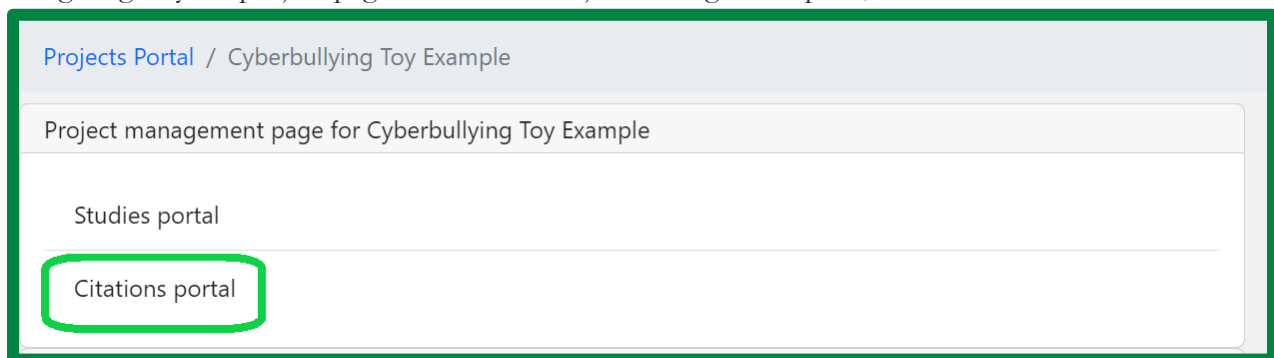 Projects Portal / Cyberbullying Toy Example
Project management page for Cyberbullying Toy Example
Studies portal
Citations portal